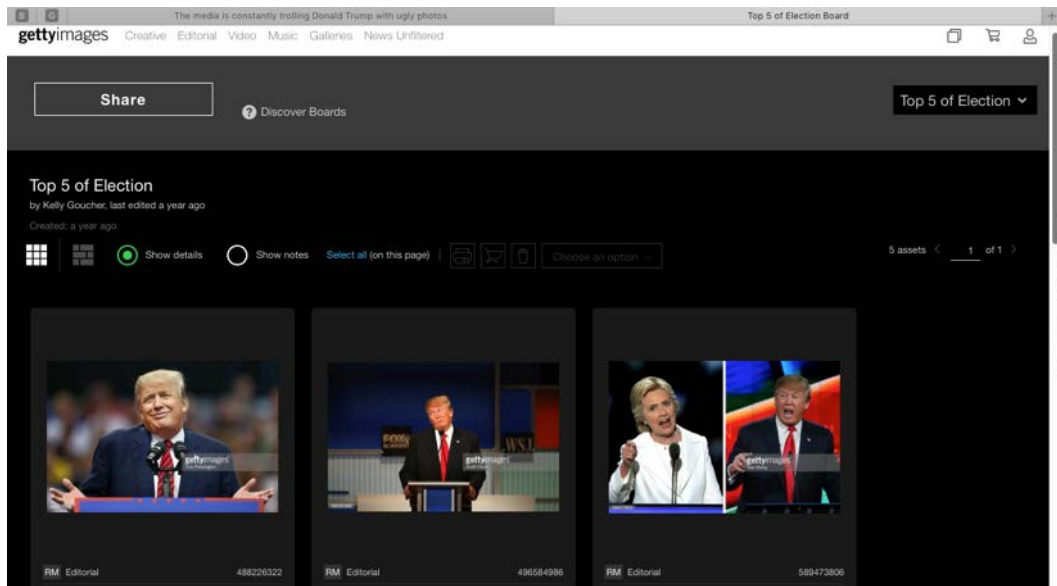 The media is constantly trolling Donald Trump with ugly photos
Top 5 of Election Board
gettyimages Creative Editorial Video Music Galleries News Unfiltered
Share
? Discover Boards
Top 5 of Election
Top 5 of Election
by Kelly Goucher, last edited a year ago
Created: a year ago
Show details Show notes Select all (on this page) Choose an option
5 assets 1 of 1
FOX
WSJ
gettyimages
gettyimages
gettyimages
RM Editorial 488226322
RM Editorial 496584986
RM Editorial 589473806